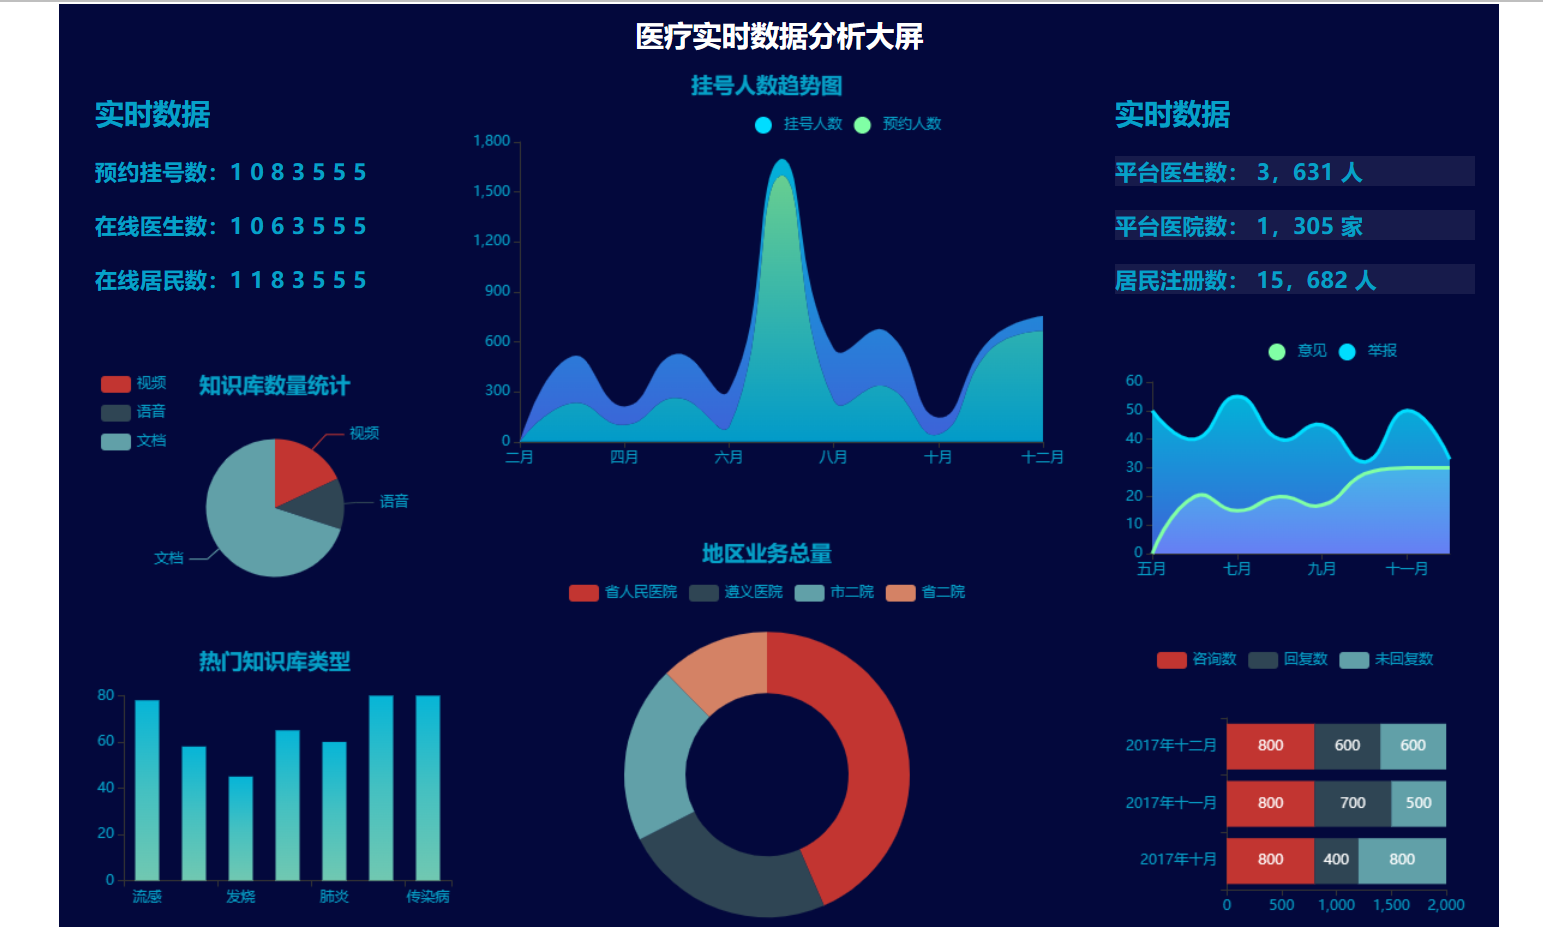 医疗实时数据分析大屏
实时数据
预约挂号数：1 0 8 3 5 5 5
在线医生数：1 0 6 3 5 5 5
在线居民数：1 1 8 3 5 5 5
挂号人数趋势图
挂号人数 预约人数
1,800
1,500
1,200
900
600
300
0
二月 四月 六月 八月 十月 十二月
实时数据
平台医生数： 3，631 人
平台医院数： 1，305 家
居民注册数： 15，682 人
知识库数量统计
视频
语音
文档
视频
语音
文档
意见 举报
60
50
40
30
20
10
0
五月 七月 九月 十一月
地区业务总量
省人民医院 遵义医院 市二院 省二院
热门知识库类型
80
60
40
20
0
流感 发烧 肺炎 传染病
咨询数 回复数 未回复数
2017年十二月 800 600 600
2017年十一月 800 700 500
2017年十月 800 400 800
0 500 1,000 1,500 2,000